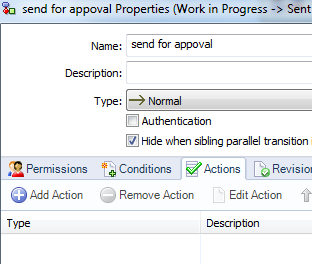 send for appoval Properties (Work in Progress -> Sent
Name: send for appoval
Description:
Type: Normal
Authentication
Hide when sibling parallel transition
Permissions Conditions Actions Revision
Add Action Remove Action Edit Action
Type Description